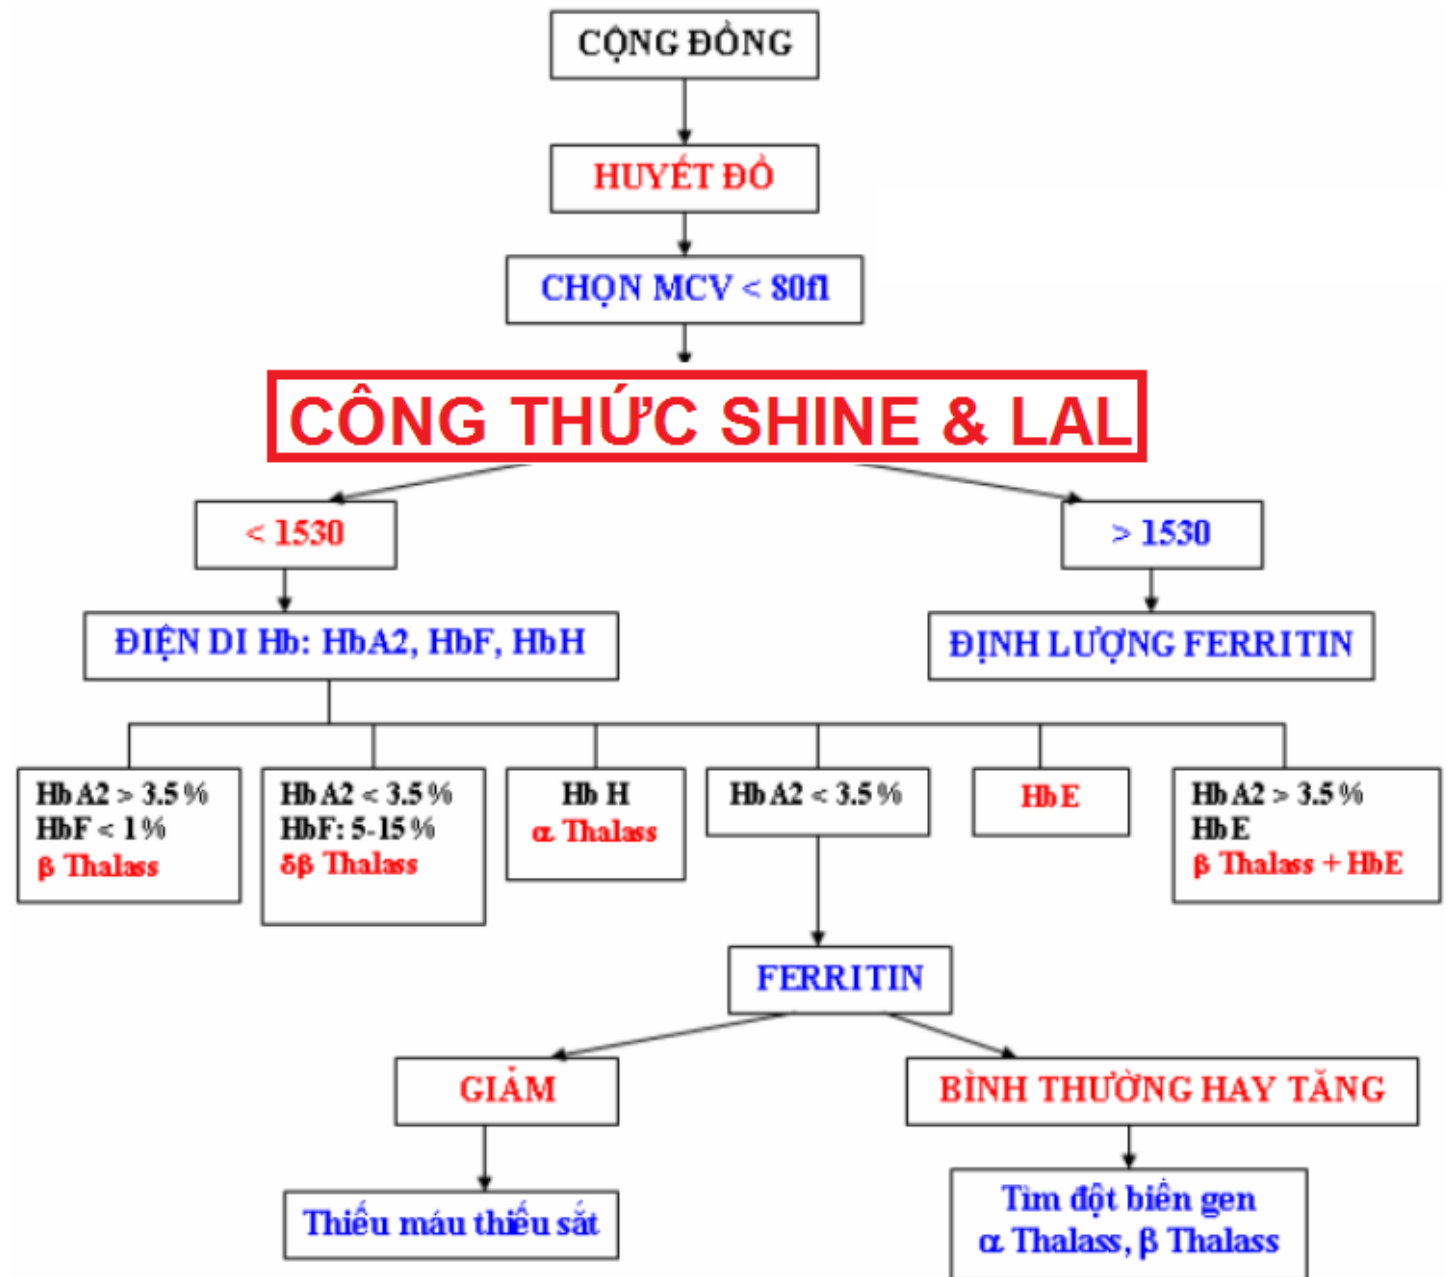 CỘNG ĐỒNG
HUYẾT ĐỒ
CHỌN MCV < 80fl
CÔNG THỨC SHINE & LAL
< 1530
> 1530
ĐIỆN DI Hb: HbA2, HbF, HbH
ĐỊNH LƯỢNG FERRITIN
Hb A2 > 3.5 %
HbF < 1 %
β Thalass
Hb A2 < 3.5 %
HbF: 5-15 %
δβ Thalass
Hb H
α Thalass
Hb A2 < 3.5 %
Hb E
Hb A2 > 3.5 %
Hb E
β Thalass + HbE
FERRITIN
GIẢM
BÌNH THƯỜNG HAY TĂNG
Thiếu máu thiếu sắt
Tìm đột biến gen
α Thalass, β Thalass